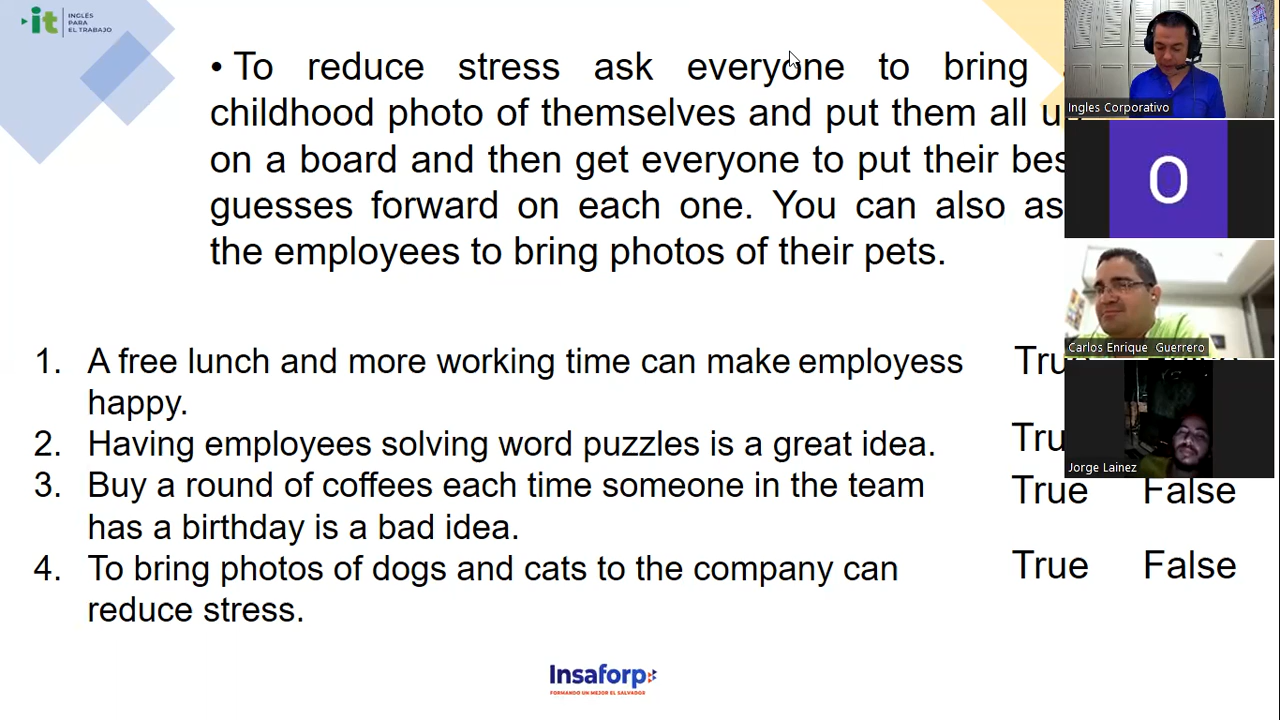 it
INGLÉS
PARA
EL TRABAJO
• To reduce stress ask everyone to bring
childhood photo of themselves and put them all
on a board and then get everyone to put their
guesses forward on each one. You can also
the employees to bring photos of their pets.
1. A free lunch and more working time can make employess
happy.
2. Having employees solving word puzzles is a great idea.
3. Buy a round of coffees each time someone in the team True False
has a birthday is a bad idea.
4. To bring photos of dogs and cats to the company can True False
reduce stress.
Insaforp
FORMANDO UN MEJOR EL SALVADOR
Ingles Corporativo
O
Carlos Enrique Guerrero
Jorge Lainez